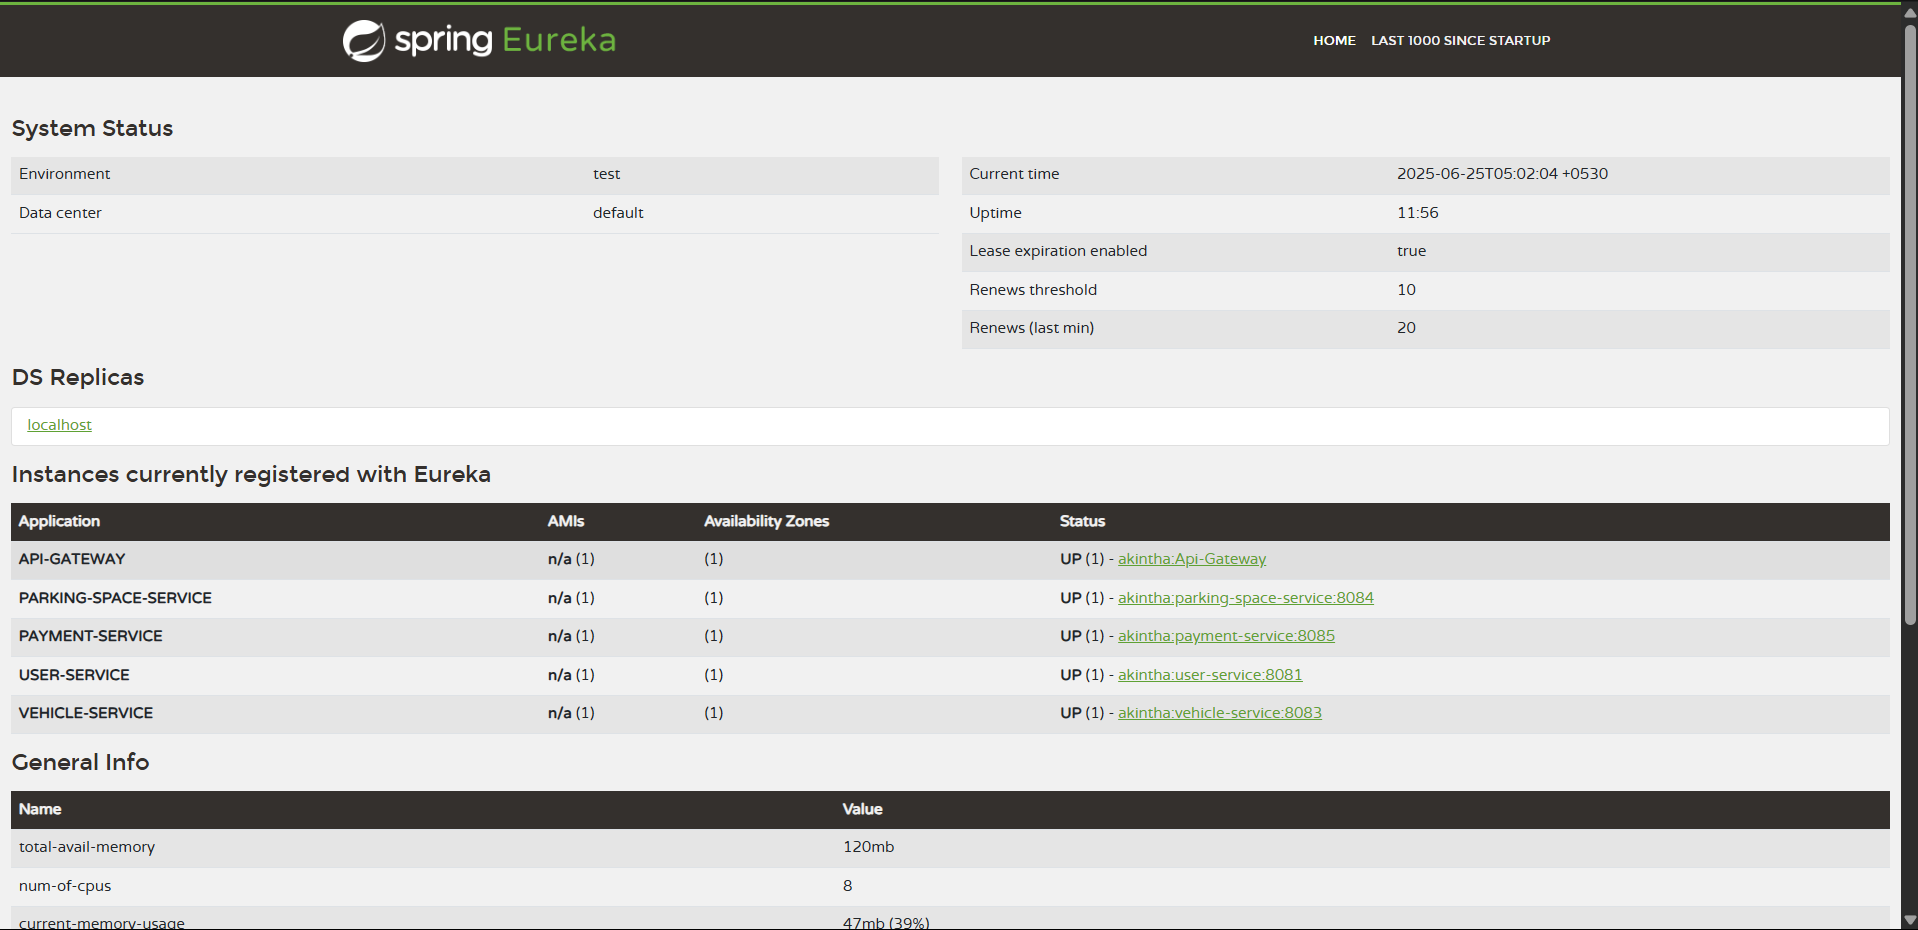 spring Eureka
HOME LAST 1000 SINCE STARTUP
System Status
Environment test
Data center default
Current time 2025-06-25T05:02:04 +0530
Uptime 11:56
Lease expiration enabled true
Renews threshold 10
Renews (last min) 20
DS Replicas
localhost
Instances currently registered with Eureka
Application AMIs Availability Zones Status
API-GATEWAY n/a (1) (1) UP (1) - akintha:Api-Gateway
PARKING-SPACE-SERVICE n/a (1) (1) UP (1) - akintha:parking-space-service:8084
PAYMENT-SERVICE n/a (1) (1) UP (1) - akintha:payment-service:8085
USER-SERVICE n/a (1) (1) UP (1) - akintha:user-service:8081
VEHICLE-SERVICE n/a (1) (1) UP (1) - akintha:vehicle-service:8083
General Info
Name Value
total-avail-memory 120mb
num-of-cpus 8
current-memory-usage 47mb (39%)